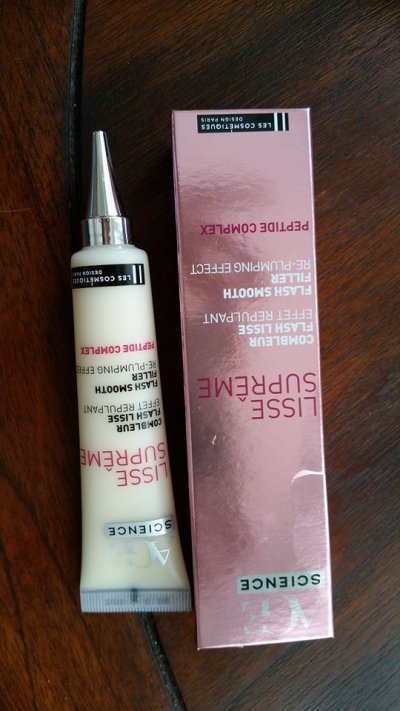 AGE
SCIENCE
LISSE
SUPRÊME
COMBLEUR
FLASH LISSE
EFFET REPULPANT
FLASH SMOOTH
FILLER
RE-PLUMPING EFFECT
PEPTIDE COMPLEX
LES COSMÉTIQUES
DESIGN PARIS
AGE
SCIENCE
LISSE
SUPRÊME
COMBLEUR
FLASH LISSE
EFFET REPULPANT
FLASH SMOOTH
FILLER
RE-PLUMPING EFFECT
PEPTIDE COMPLEX
LES COSMÉTIQUES
DESIGN PARIS